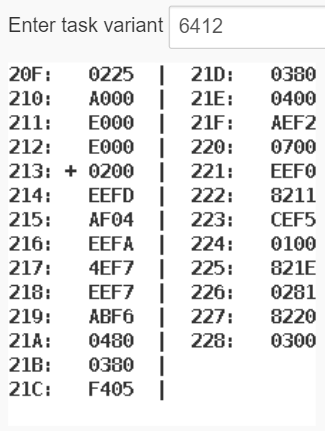 Enter task variant 6412
20F: 0225 | 21D: 0380
210: A000 | 21E: 0400
211: E000 | 21F: AEF2
212: E000 | 220: 0700
213: + 0200 | 221: EEF0
214: EEFD | 222: 8211
215: AF04 | 223: CEF5
216: EEFA | 224: 0100
217: 4EF7 | 225: 821E
218: EEF7 | 226: 0281
219: ABF6 | 227: 8220
21A: 0480 | 228: 0300
21B: 0380 |
21C: F405 |